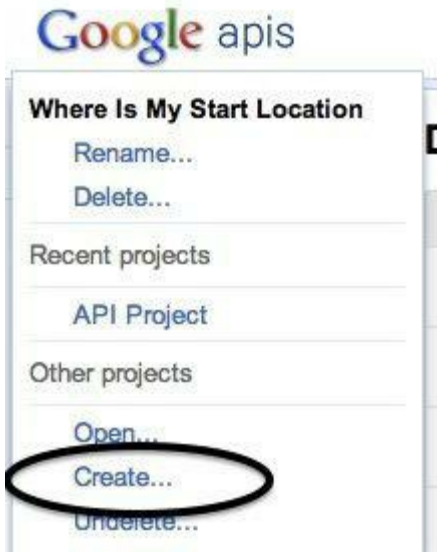 Google apis
Where Is My Start Location
Rename...
Delete...
Recent projects
API Project
Other projects
Open...
Create...
Undelete...